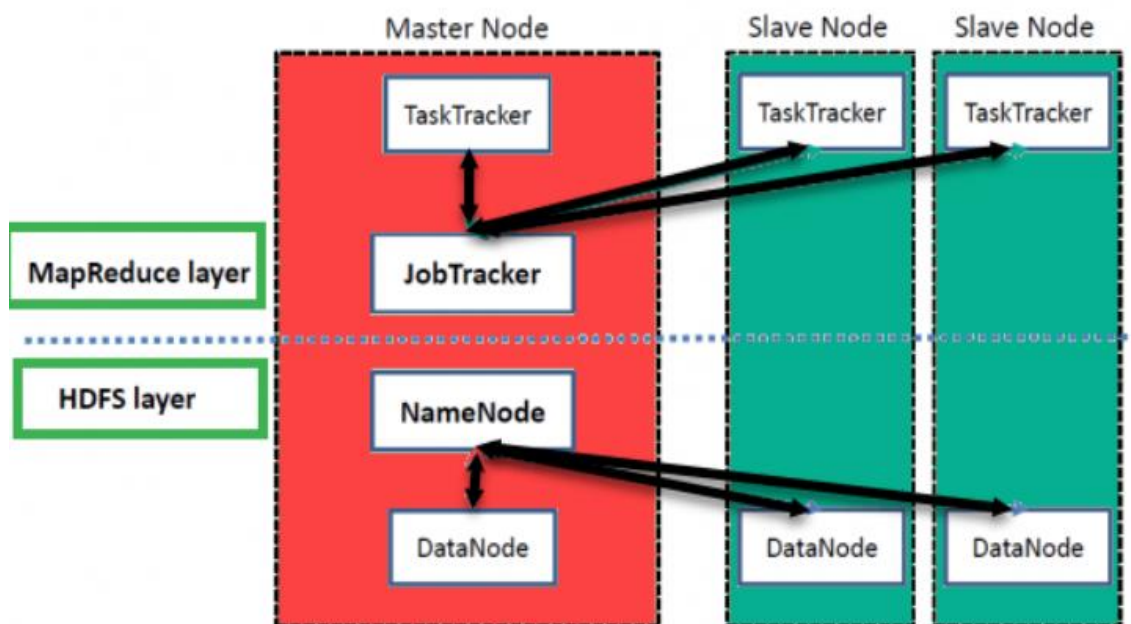 Master Node
Slave Node
Slave Node
TaskTracker
TaskTracker
TaskTracker
MapReduce layer
JobTracker
HDFS layer
NameNode
DataNode
DataNode
DataNode